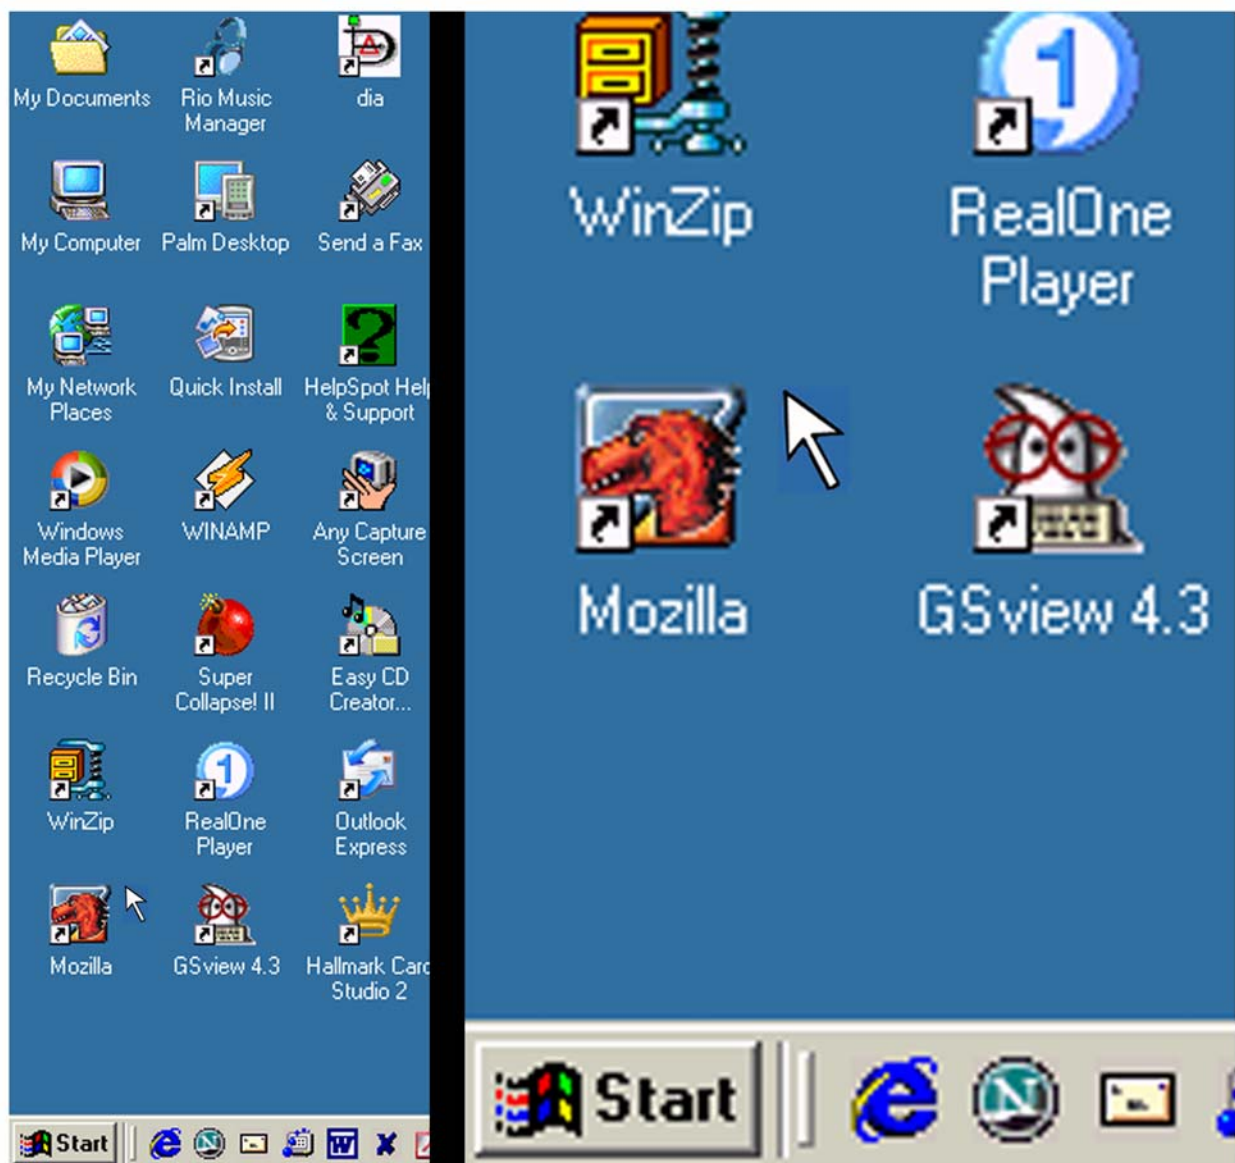 My Documents
Rio Music
Manager
dia
My Computer
Palm Desktop
Send a Fax
My Network
Places
Quick Install
HelpSpot Help
& Support
Windows
Media Player
WINAMP
Any Capture
Screen
Recycle Bin
Super
Collapse! II
Easy CD
Creator...
WinZip
RealOne
Player
Outlook
Express
Mozilla
GSview 4.3
Hallmark Card
Studio 2
Start
WinZip
RealOne
Player
Mozilla
GSview 4.3
Start